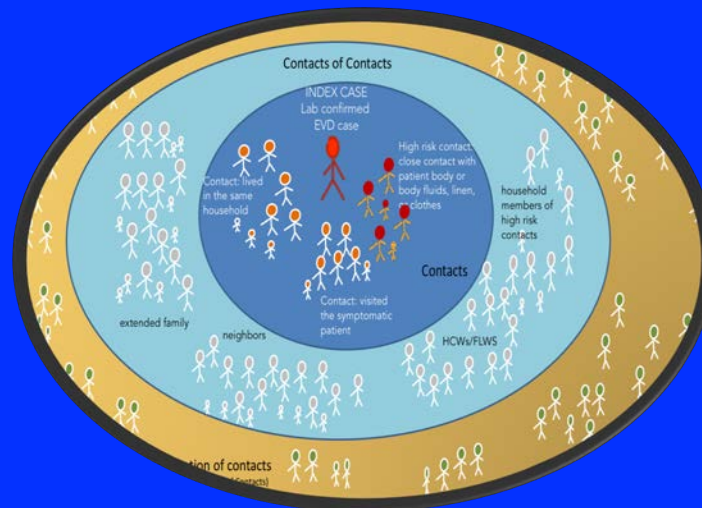 Contacts of Contacts
INDEX CASE
Lab confirmed
EVD case
High risk contact:
close contact with
patient body or
body fluids, linen,
clothes
Contact: lived
in the same
household
household
members of
high risk
contacts
Contacts
Contact: visited
the symptomatic
patient
extended family
neighbors
HCWs/FLWS
of contacts
Contacts)